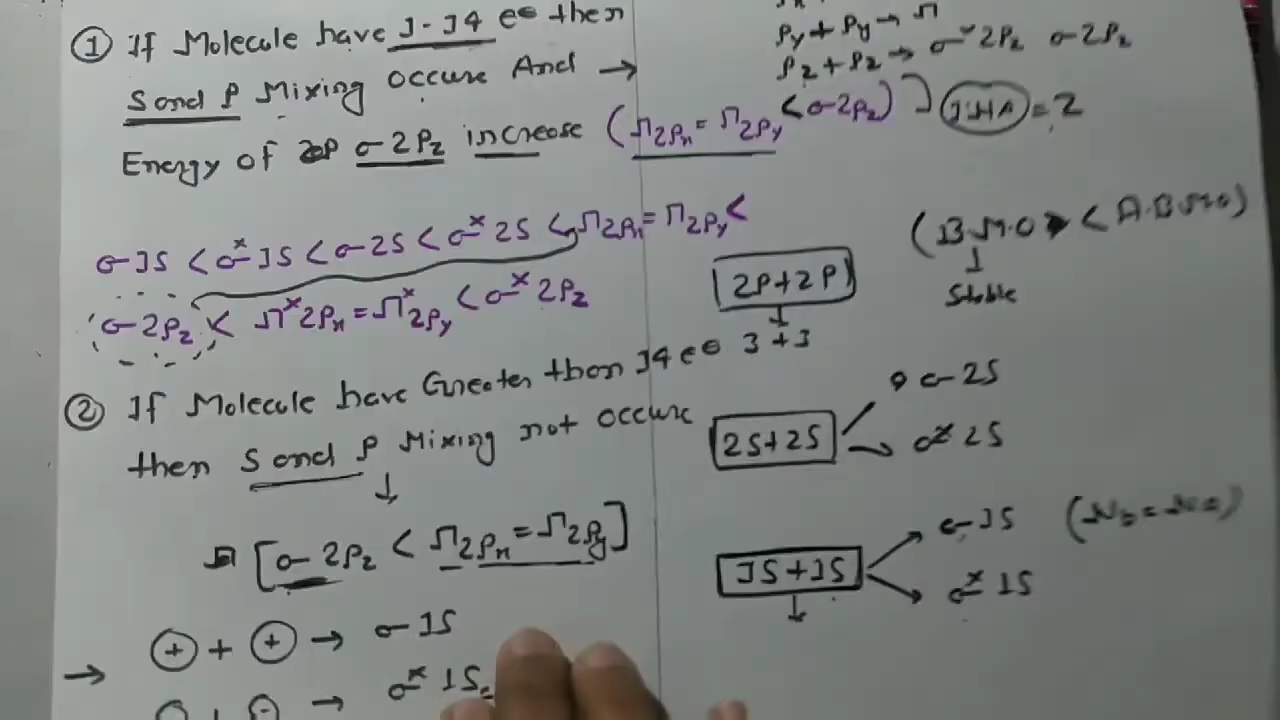 ① If Molecule have 1-14 e⊖ then
S and P Mixing occure And →
Energy of σ 2Pz increase (π2Px = π2Py < σ 2Pz)
σ 1S < σ* 1S < σ 2S < σ* 2S < π2Px = π2Py <
σ 2Pz < π* 2Px = π* 2Py < σ* 2Pz
② If Molecule have Greater than 14 e⊖
then S and P Mixing not occure
↓
[σ 2Pz < π2Px = π2Py]
→ (+) + (+) → σ 1S
→ σ* 1S
Py + Py → π
Pz + Pz → σ* 2Pz σ 2Pz
= 2
(B.M.O < A.B.M.O)
↓
Stable
2P+2P
↓
3+3
2S+2S
σ 2S
σ* 2S
1S+1S
↓
σ 1S
σ* 1S